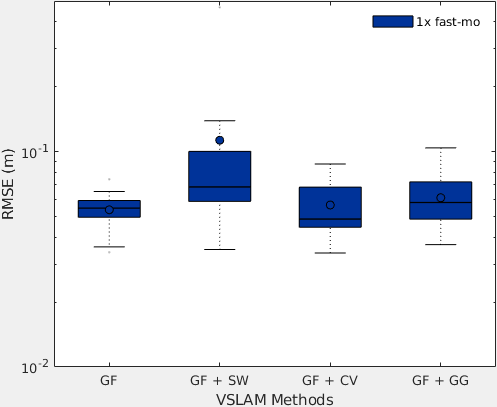 1x fast-mo
10^-1
10^-2
RMSE (m)
GF
GF + SW
GF + CV
GF + GG
VSLAM Methods